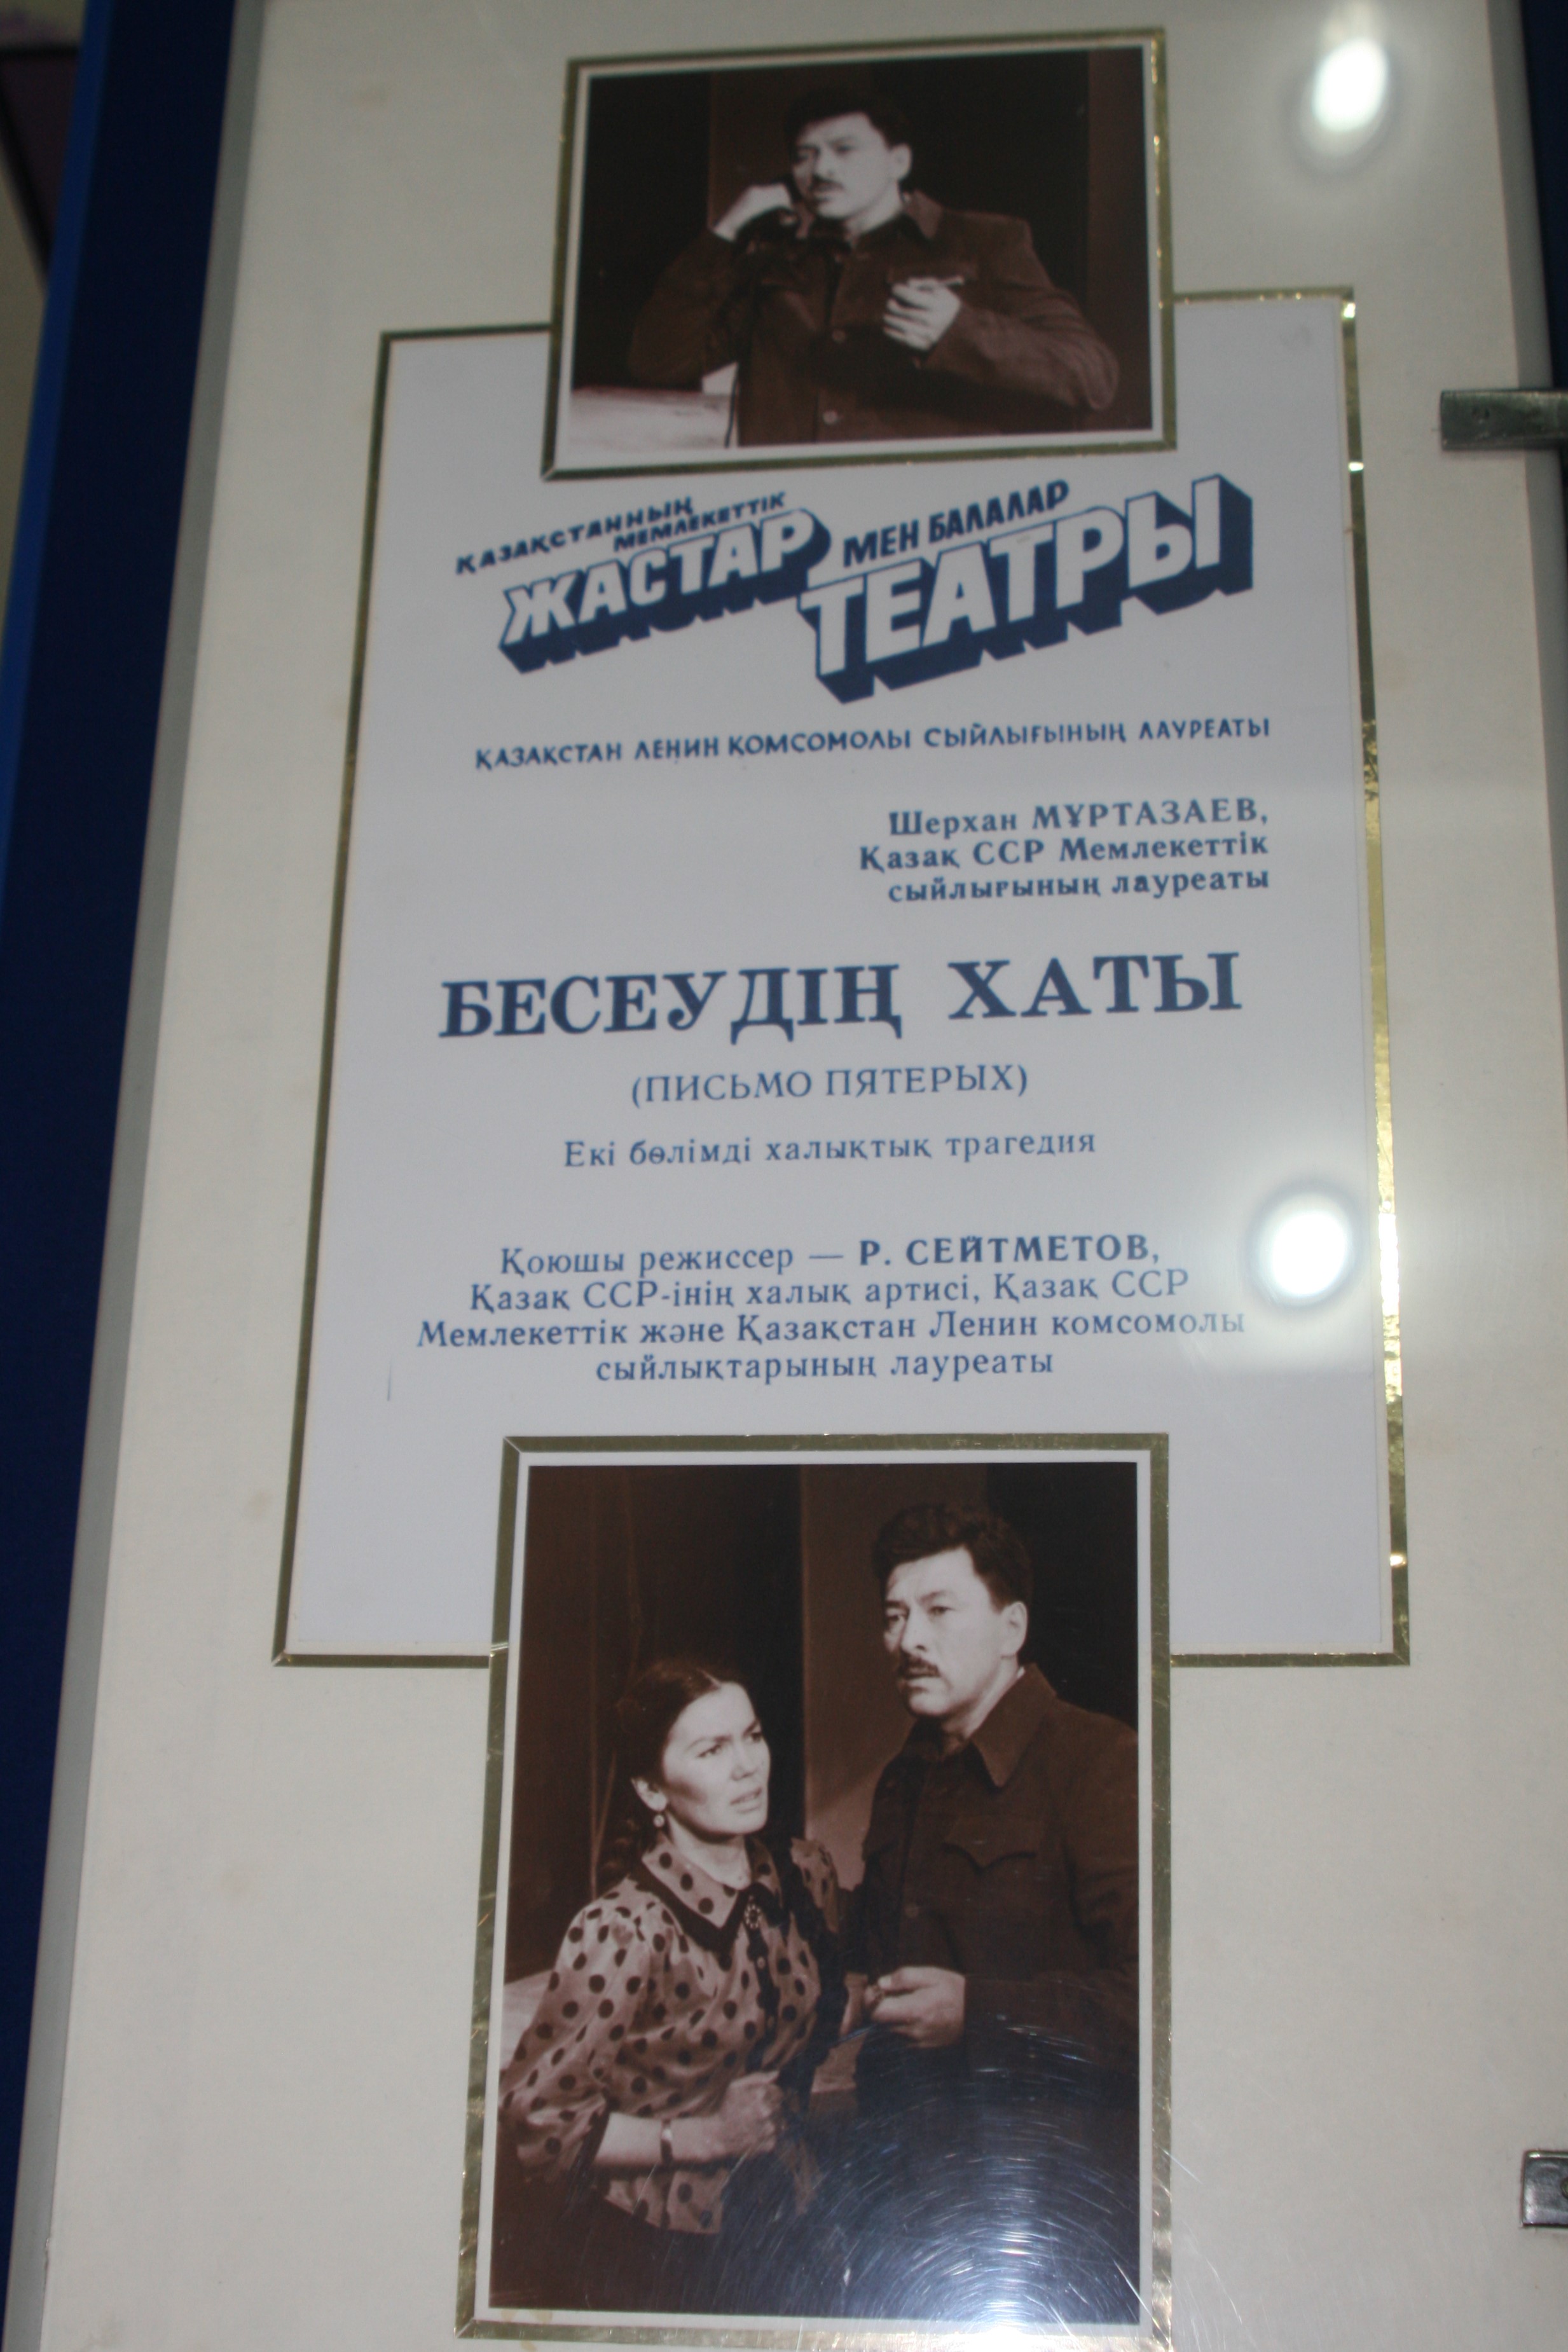 ҚАЗАҚСТАННЫҢ
МЕМЛЕКЕТТІК
ЖАСТАР МЕН БАЛАЛАР
ТЕАТРЫ
ҚАЗАҚСТАН ЛЕНИН КОМСОМОЛЫ СЫЙЛЫҒЫНЫҢ ЛАУРЕАТЫ
Шерхан МҰРТАЗАЕВ,
Қазақ ССР Мемлекеттік
сыйлығының лауреаты
БЕСЕУДІҢ ХАТЫ
(ПИСЬМО ПЯТЕРЫХ)
Екі бөлімді халықтық трагедия
Қоюшы режиссер — Р. СЕЙТМЕТОВ,
Қазақ ССР-інің халық артисі, Қазақ ССР
Мемлекеттік және Қазақстан Ленин комсомолы
сыйлықтарының лауреаты